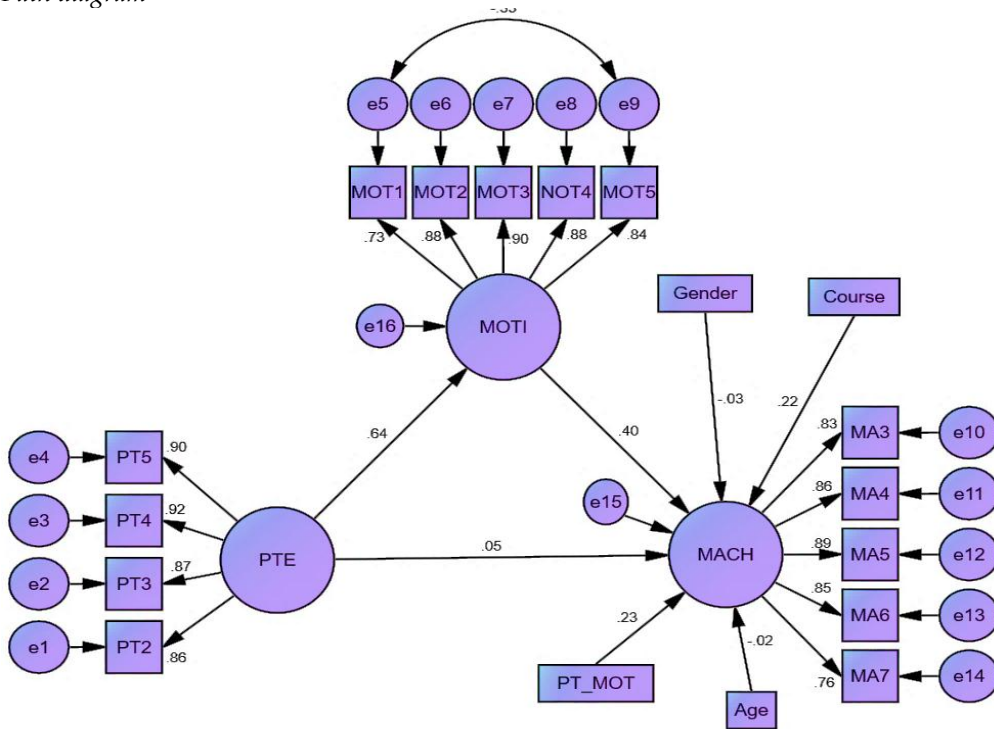 -.35
e5 e6 e7 e8 e9
MOT1 MOT2 MOT3 NOT4 MOT5
.73 .88 .90 .88 .84
Gender Course
e16 MOTI
-.03 .22
.64 .40
e4 PT5 .90
e3 PT4 .92
e2 PT3 .87
e1 PT2 .86
PTE
.05
e15
MACH
.83 MA3 e10
.86 MA4 e11
.89 MA5 e12
.85 MA6 e13
.76 MA7 e14
.23 -.02
PT_MOT
Age